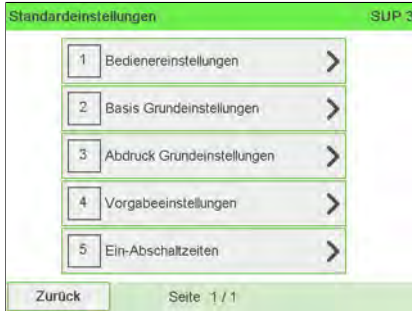 Standardeinstellungen SUP 3
1 Bedienereinstellungen
2 Basis Grundeinstellungen
3 Abdruck Grundeinstellungen
4 Vorgabeeinstellungen
5 Ein-Abschaltzeiten
Zurück Seite 1 / 1